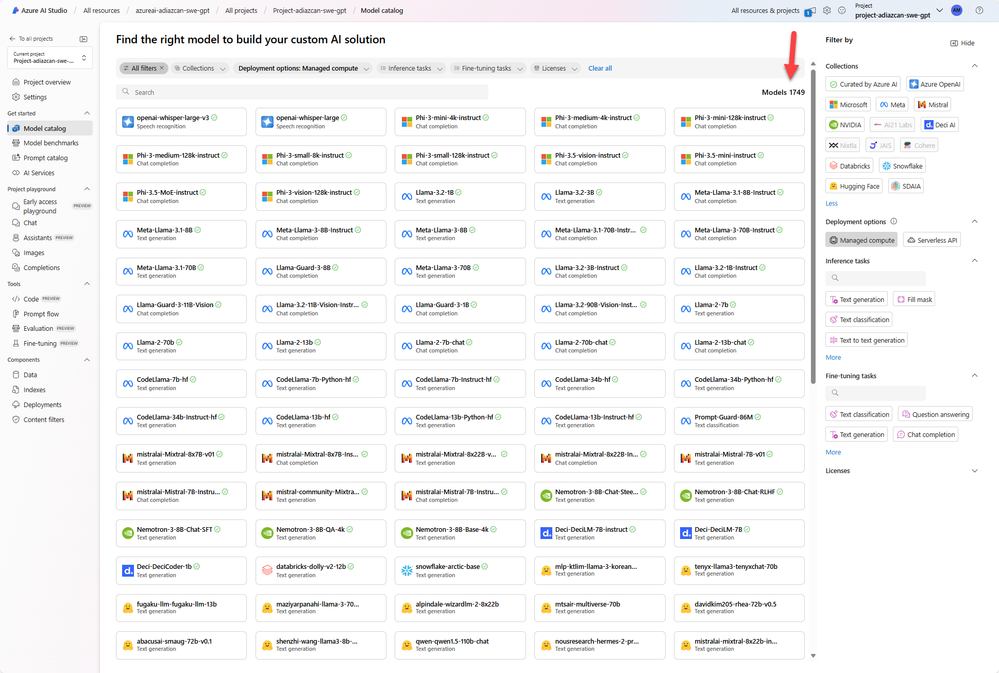 Azure AI Studio / All resources / azureai-adiazcan-swe-gpt / All projects / Project-adiazcan-swe-gpt / Model catalog
All resources & projects 1 Project
project-adiazcan-swe-gpt AM
To all projects
Current project
Project-adiazcan-swe-...
Project overview
Settings
Get started
Model catalog
Model benchmarks
Prompt catalog
AI Services
Project playground
Early access
playground PREVIEW
Chat
Assistants PREVIEW
Images
Completions
Tools
Code PREVIEW
Prompt flow
Evaluation PREVIEW
Fine-tuning PREVIEW
Components
Data
Indexes
Deployments
Content filters
Find the right model to build your custom AI solution
All filters Collections Deployment options: Managed compute Inference tasks Fine-tuning tasks Licenses Clear all
Search Models 1749
openai-whisper-large-v3 openai-whisper-large Phi-3-mini-4k-instruct Phi-3-medium-4k-instruct Phi-3-mini-128k-instruct
Speech recognition Speech recognition Chat completion Chat completion Chat completion
Phi-3-medium-128k-instruct Phi-3-small-8k-instruct Phi-3-small-128k-instruct Phi-3.5-vision-instruct Phi-3.5-mini-instruct
Chat completion Chat completion Chat completion Chat completion Chat completion
Phi-3.5-MoE-instruct Phi-3-vision-128k-instruct Llama-3.2-1B Llama-3.2-3B Meta-Llama-3.1-8B-Instruct
Chat completion Chat completion Text generation Text generation Chat completion
Meta-Llama-3.1-8B Meta-Llama-3-8B-Instruct Meta-Llama-3-8B Meta-Llama-3.1-70B-Instr... Meta-Llama-3-70B-Instruct
Text generation Chat completion Text generation Chat completion Chat completion
Meta-Llama-3.1-70B Llama-Guard-3-8B Meta-Llama-3-70B Llama-3.2-3B-Instruct Llama-3.2-1B-Instruct
Text generation Chat completion Text generation Chat completion Chat completion
Llama-Guard-3-11B-Vision Llama-3.2-11B-Vision-Instr... Llama-Guard-3-1B Llama-3.2-90B-Vision-Inst... Llama-2-7b
Chat completion Chat completion Chat completion Chat completion Text generation
Llama-2-70b Llama-2-13b Llama-2-7b-chat Llama-2-70b-chat Llama-2-13b-chat
Text generation Text generation Chat completion Chat completion Chat completion
CodeLlama-7b-hf CodeLlama-7b-Python-hf CodeLlama-7b-Instruct-hf CodeLlama-34b-hf CodeLlama-34b-Python-hf
Text generation Text generation Text generation Text generation Text generation
CodeLlama-34b-Instruct-hf CodeLlama-13b-hf CodeLlama-13b-Python-hf CodeLlama-13b-Instruct-hf Prompt-Guard-86M
Text generation Text generation Text generation Text generation Text classification
mistralai-Mixtral-8x7B-v01 mistralai-Mixtral-8x7B-Ins... mistralai-Mixtral-8x22B-v... mistralai-Mixtral-8x22B-In... mistralai-Mistral-7B-v01
Text generation Chat completion Text generation Chat completion Text generation
mistralai-Mistral-7B-Instru... mistral-community-Mixtra... mistralai-Mistral-7B-Instru... Nemotron-3-8B-Chat-Stee... Nemotron-3-8B-Chat-RLHF
Chat completion Text generation Chat completion Text generation Text generation
Nemotron-3-8B-Chat-SFT Nemotron-3-8B-QA-4k Nemotron-3-8B-Base-4k Deci-DeciLM-7B-instruct Deci-DeciLM-7B
Text generation Text generation Text generation Text generation Text generation
Deci-DeciCoder-1b databricks-dolly-v2-12b snowflake-arctic-base mlp-ktlim-llama-3-korean... tenyx-llama3-tenyxchat-70b
Text generation Text generation Text generation Text generation Text generation
fugaku-llm-fugaku-llm-13b maziyarpanahi-llama-3-70... alpindale-wizardlm-2-8x22b mtsair-multiverse-70b davidkim205-rhea-72b-v0.5
Text generation Text generation Text generation Text generation Text generation
abacusai-smaug-72b-v0.1 shenzhi-wang-llama3-8b-... qwen-qwen1.5-110b-chat nousresearch-hermes-2-pr... mistralai-mixtral-8x22b-in...
Text generation Text generation Text generation Text generation Text generation
Filter by Hide
Collections
Curated by Azure AI Azure OpenAI
Microsoft Meta Mistral
NVIDIA AI21 Labs Deci AI
Nixtla JAIS Cohere
Databricks Snowflake
Hugging Face SDAIA
Less
Deployment options
Managed compute Serverless API
Inference tasks
Text generation Fill mask
Text classification
Text to text generation
More
Fine-tuning tasks
Text classification Question answering
Text generation Chat completion
More
Licenses